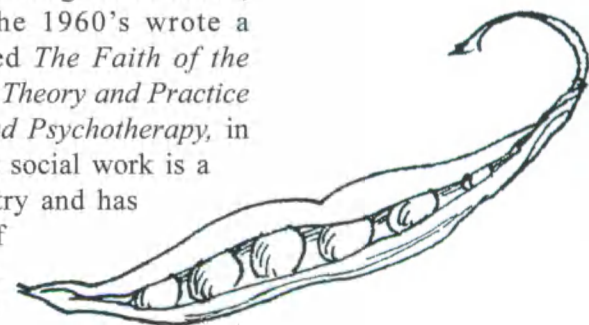 he 1960's wrote a
ed The Faith of the
Theory and Practice
d Psychotherapy, in
social work is a
try and has
f